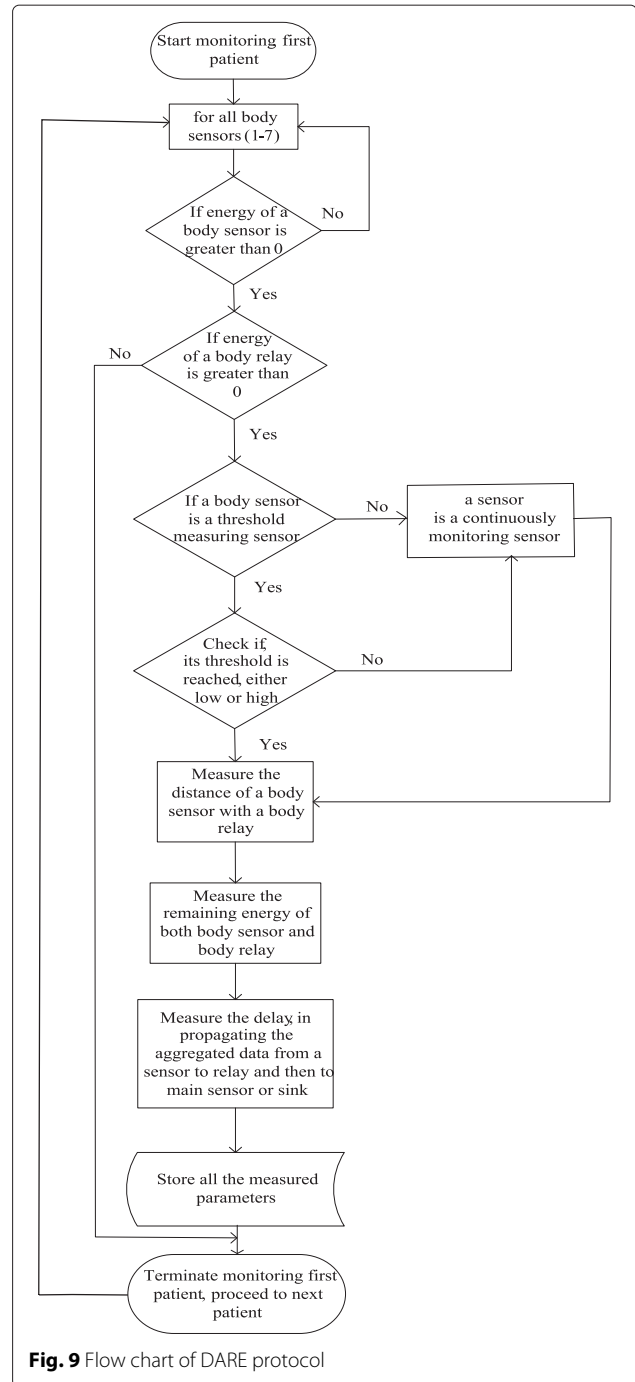 Start monitoring first
patient
for all body
sensors (1-7)
If energy of a
body sensor is
greater than 0
No
Yes
If energy
of a body relay
is greater than
0
No
Yes
If a body sensor
is a threshold
measuring sensor
No
a sensor
is a continuously
monitoring sensor
Yes
Check if,
its threshold is
reached, either
low or high
No
Yes
Measure the
distance of a body
sensor with a body
relay
Measure the
remaining energy of
both body sensor and
body relay
Measure the delay, in
propagating the
aggregated data from a
sensor to relay and then to
main sensor or sink
Store all the measured
parameters
Terminate monitoring first
patient, proceed to next
patient
Fig. 9 Flow chart of DARE protocol